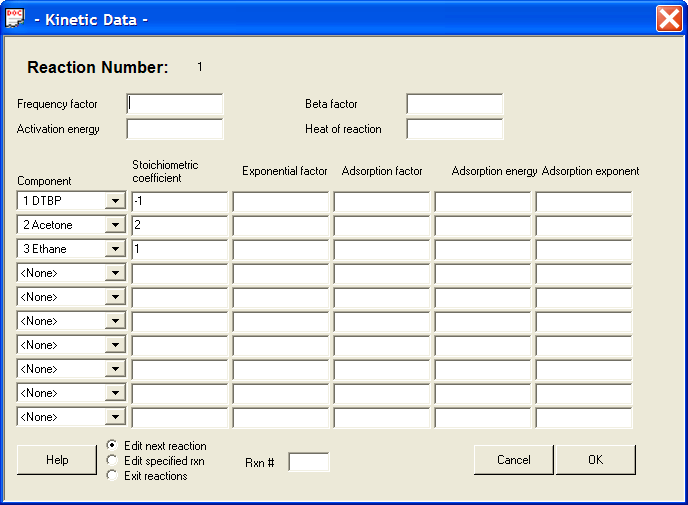 - Kinetic Data -
Reaction Number: 1
Frequency factor Beta factor
Activation energy Heat of reaction
Component Stoichiometric coefficient Exponential factor Adsorption factor Adsorption energy Adsorption exponent
1 DTBP -1
2 Acetone 2
3 Ethane 1
<None>
<None>
<None>
<None>
<None>
<None>
<None>
Help
Edit next reaction
Edit specified rxn
Exit reactions
Rxn #
Cancel
OK